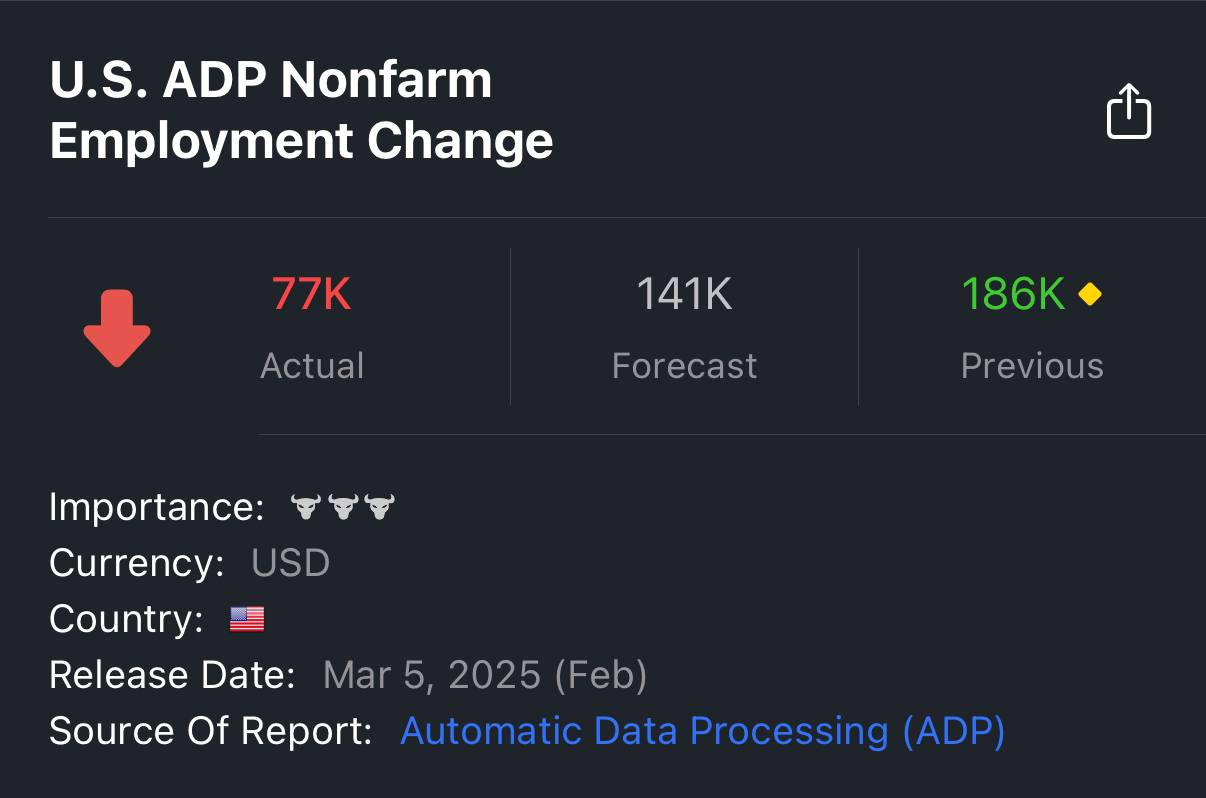 U.S. ADP Nonfarm
Employment Change
77K
141K
186K
Actual
Forecast
Previous
Importance:
Currency: USD
Country:
Release Date: Mar 5, 2025 (Feb)
Source Of Report: Automatic Data Processing (ADP)